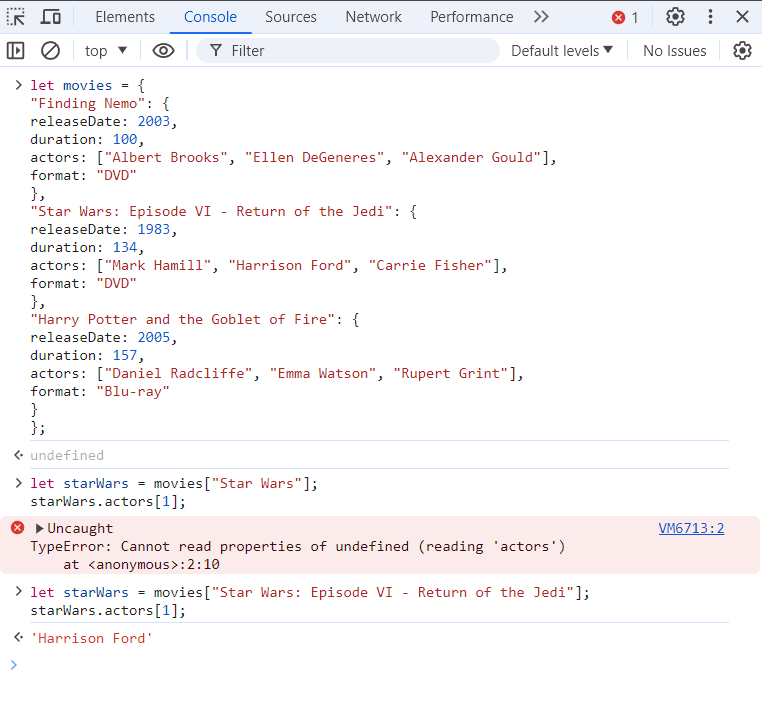 Elements Console Sources Network Performance 1
top Filter Default levels No Issues
let movies = {
"Finding Nemo": {
releaseDate: 2003,
duration: 100,
actors: ["Albert Brooks", "Ellen DeGeneres", "Alexander Gould"],
format: "DVD"
},
"Star Wars: Episode VI - Return of the Jedi": {
releaseDate: 1983,
duration: 134,
actors: ["Mark Hamill", "Harrison Ford", "Carrie Fisher"],
format: "DVD"
},
"Harry Potter and the Goblet of Fire": {
releaseDate: 2005,
duration: 157,
actors: ["Daniel Radcliffe", "Emma Watson", "Rupert Grint"],
format: "Blu-ray"
}
};
undefined
let starWars = movies["Star Wars"];
starWars.actors[1];
Uncaught VM6713:2
TypeError: Cannot read properties of undefined (reading 'actors')
at <anonymous>:2:10
let starWars = movies["Star Wars: Episode VI - Return of the Jedi"];
starWars.actors[1];
'Harrison Ford'